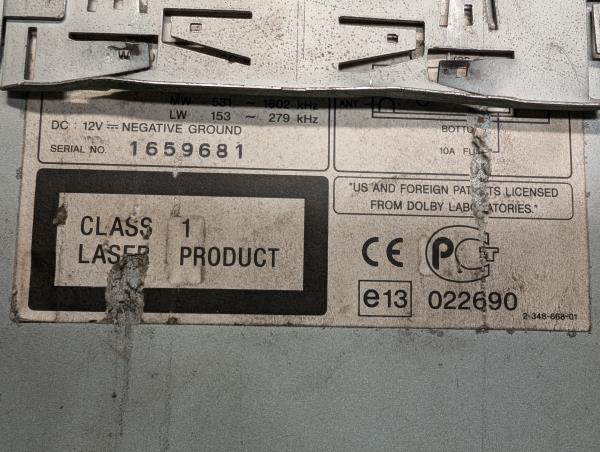 MW 531 ~ 1602 kHz
LW 153 ~ 279 kHz
DC : 12V ⎓ NEGATIVE GROUND
SERIAL NO. 1659681
ANT
10A
"US AND FOREIGN PATENTS LICENSED
FROM DOLBY LABORATORIES."
CLASS 1
LASER PRODUCT
CE
e13 022690
2-348-668-01